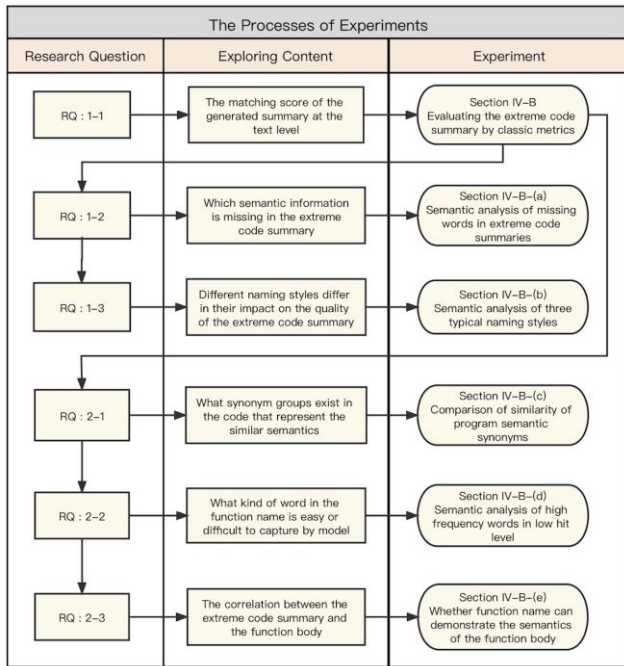 The Processes of Experiments
Research Question
Exploring Content
Experiment
RQ : 1-1
The matching score of the
generated summary at the
text level
Section IV-B
Evaluating the extreme code
summary by classic metrics
RQ : 1-2
Which semantic information
is missing in the extreme
code summary
Section IV-B-(a)
Semantic analysis of missing
words in extreme code
summaries
RQ : 1-3
Different naming styles differ
in their impact on the quality
of the extreme code summary
Section IV-B-(b)
Semantic analysis of three
typical naming styles
RQ : 2-1
What synonym groups exist in
the code that represent the
similar semantics
Section IV-B-(c)
Comparison of similarity of
program semantic
synonyms
RQ : 2-2
What kind of word in the
function name is easy or
difficult to capture by model
Section IV-B-(d)
Semantic analysis of high
frequency words in low hit
level
RQ : 2-3
The correlation between the
extreme code summary and
the function body
Section IV-B-(e)
Whether function name can
demonstrate the semantics
of the function body